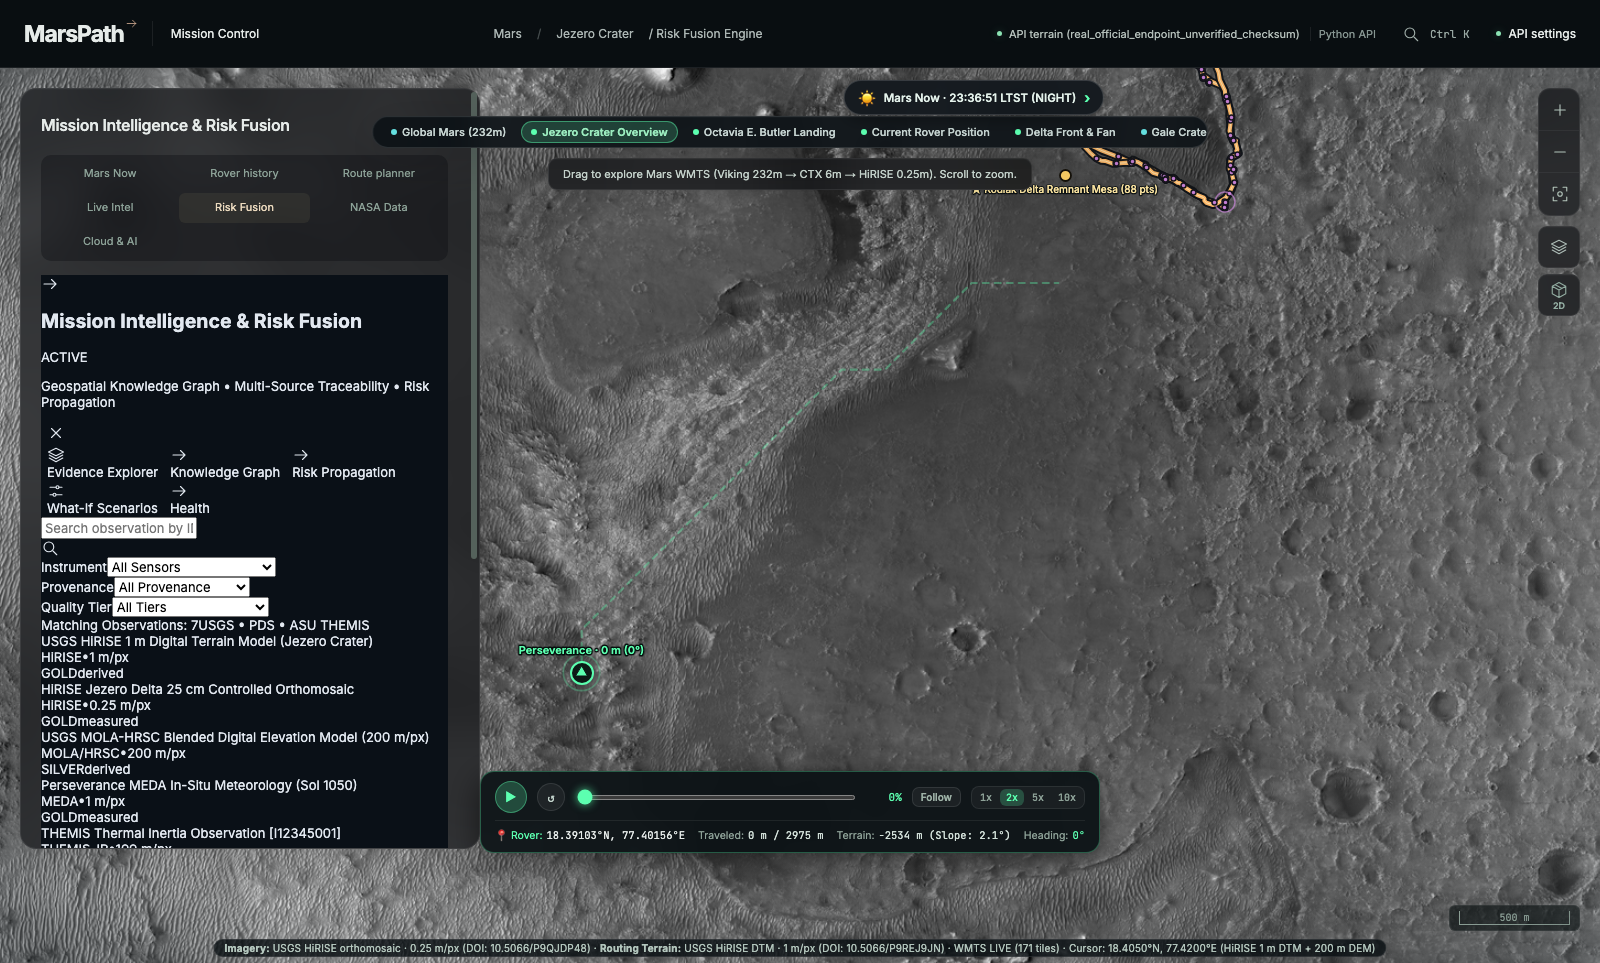 MarsPath
Mission Control
Mars / Jezero Crater / Risk Fusion Engine
API terrain (real_official_endpoint_unverified_checksum)
Python API
Ctrl K
API settings
Mars Now · 23:36:51 LTST (NIGHT) ›
Global Mars (232m)
Jezero Crater Overview
Octavia E. Butler Landing
Current Rover Position
Delta Front & Fan
Gale Crate
Drag to explore Mars WMTS (Viking 232m → CTX 6m → HiRISE 0.25m). Scroll to zoom.
Kodiak Delta Remnant Mesa (88 pts)
Mission Intelligence & Risk Fusion
Mars Now
Rover history
Route planner
Live Intel
Risk Fusion
NASA Data
Cloud & AI
Mission Intelligence & Risk Fusion
ACTIVE
Geospatial Knowledge Graph • Multi-Source Traceability • Risk
Propagation
Evidence Explorer
Knowledge Graph
Risk Propagation
What-If Scenarios
Health
Search observation by I
Instrument All Sensors
Provenance All Provenance
Quality Tier All Tiers
Matching Observations: 7USGS • PDS • ASU THEMIS
USGS HiRISE 1 m Digital Terrain Model (Jezero Crater)
HiRISE•1 m/px
GOLDderived
HiRISE Jezero Delta 25 cm Controlled Orthomosaic
HiRISE•0.25 m/px
GOLDmeasured
USGS MOLA-HRSC Blended Digital Elevation Model (200 m/px)
MOLA/HRSC•200 m/px
SILVERderived
Perseverance MEDA In-Situ Meteorology (Sol 1050)
MEDA•1 m/px
GOLDmeasured
THEMIS Thermal Inertia Observation [I12345001]
THEMIS-IR•100 m/px
2D
Perseverance · 0 m (0°)
0%
Follow
1x
2x
5x
10x
Rover: 18.39103°N, 77.40156°E
Traveled: 0 m / 2975 m
Terrain: -2534 m (Slope: 2.1°)
Heading: 0°
500 m
Imagery: USGS HiRISE orthomosaic · 0.25 m/px (DOI: 10.5066/P9QJDP48) · Routing Terrain: USGS HiRISE DTM · 1 m/px (DOI: 10.5066/P9REJ9JN) · WMTS LIVE (171 tiles) · Cursor: 18.4050°N, 77.4200°E (HiRISE 1 m DTM + 200 m DEM)